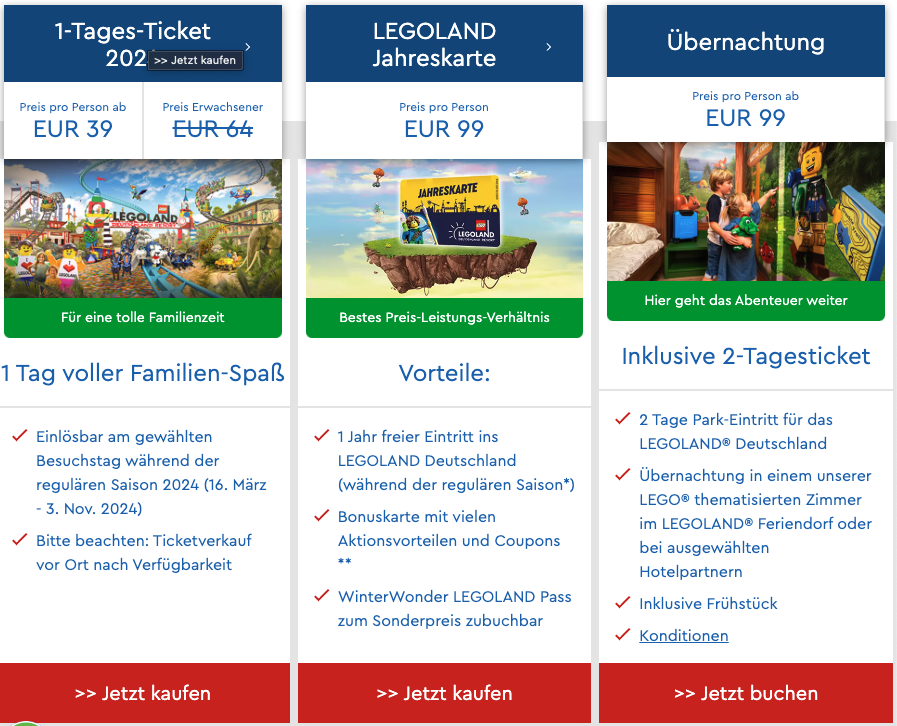 1-Tages-Ticket
202
>> Jetzt kaufen
Preis pro Person ab
EUR 39
Preis Erwachsener
EUR 64
LEGOLAND
DEUTSCHLAND RESORT
Für eine tolle Familienzeit
1 Tag voller Familien-Spaß
Einlösbar am gewählten
Besuchstag während der
regulären Saison 2024 (16. März
- 3. Nov. 2024)
Bitte beachten: Ticketverkauf
vor Ort nach Verfügbarkeit
>> Jetzt kaufen
LEGOLAND
Jahreskarte
Preis pro Person
EUR 99
JAHRESKARTE
LEGO
LEGOLAND
DEUTSCHLAND RESORT
Bestes Preis-Leistungs-Verhältnis
Vorteile:
1 Jahr freier Eintritt ins
LEGOLAND Deutschland
(während der regulären Saison*)
Bonuskarte mit vielen
Aktionsvorteilen und Coupons
**
WinterWonder LEGOLAND Pass
zum Sonderpreis zubuchbar
>> Jetzt kaufen
Übernachtung
Preis pro Person ab
EUR 99
Hier geht das Abenteuer weiter
Inklusive 2-Tagesticket
2 Tage Park-Eintritt für das
LEGOLAND® Deutschland
Übernachtung in einem unserer
LEGO® thematisierten Zimmer
im LEGOLAND® Feriendorf oder
bei ausgewählten
Hotelpartnern
Inklusive Frühstück
Konditionen
>> Jetzt buchen